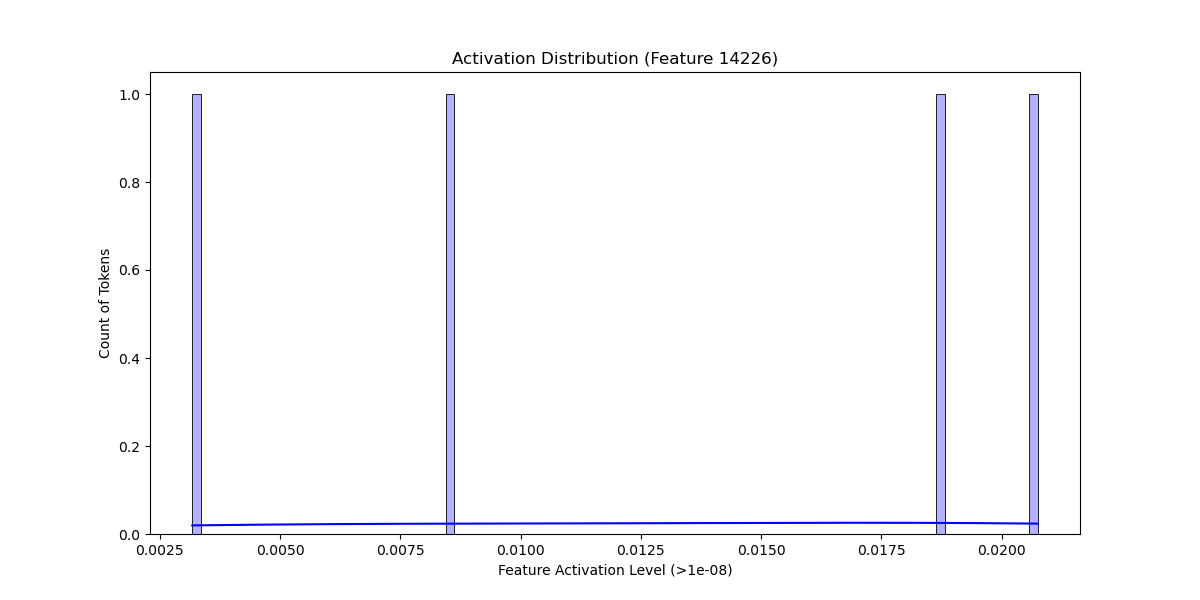 Activation Distribution (Feature 14226)
Count of Tokens
1.0
0.8
0.6
0.4
0.2
0.0
0.0025 0.0050 0.0075 0.0100 0.0125 0.0150 0.0175 0.0200
Feature Activation Level (>1e-08)